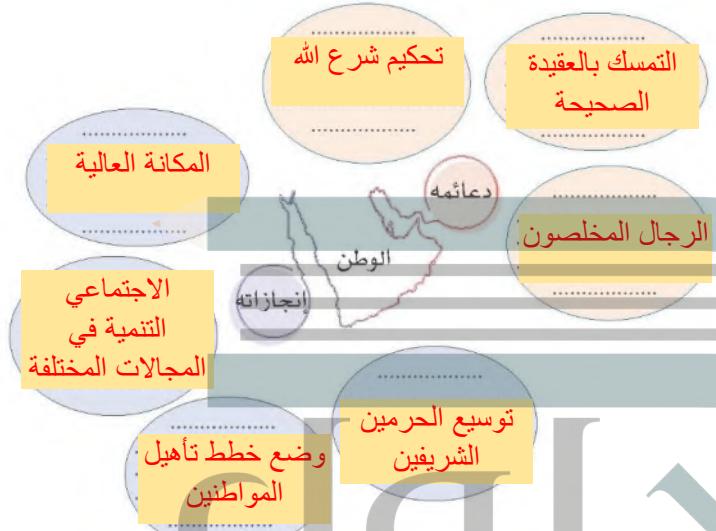 تحكيم شرع الله
التمسك بالعقيدة
الصحيحة
المكانة العالية
دعائمه
الرجال المخلصون
الوطن
إنجازاته
الاجتماعي
التنمية في
المجالات المختلفة
توسيع الحرمين
الشريفين
وضع خطط تأهيل
المواطنين